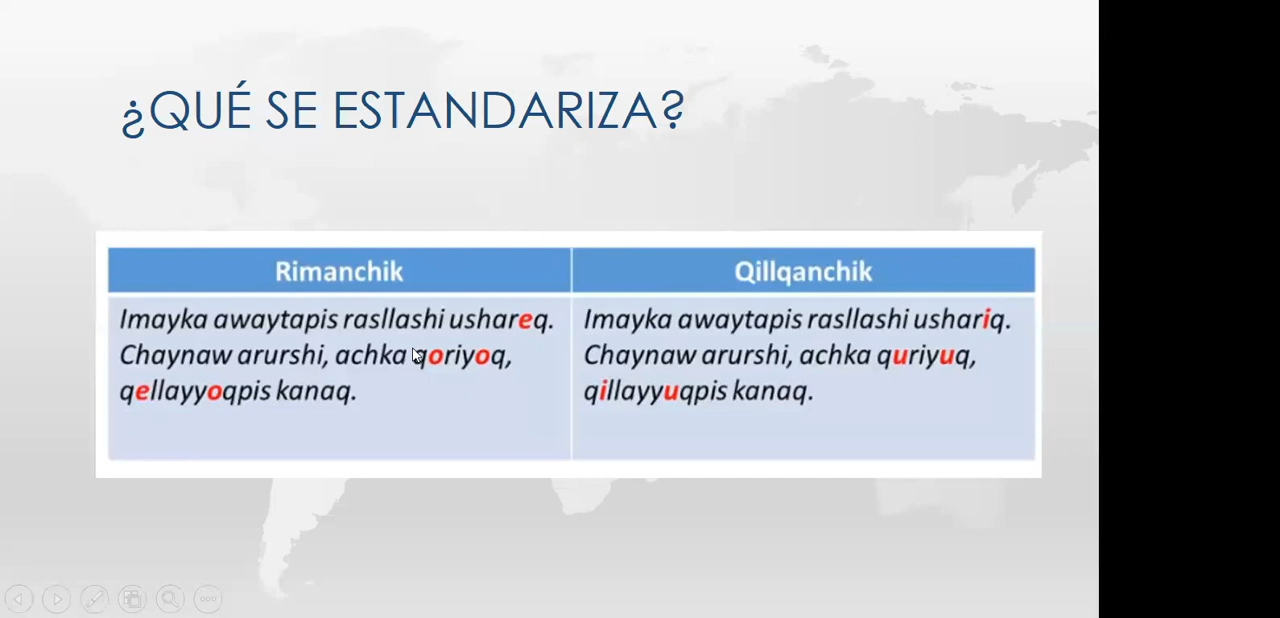 ¿QUÉ SE ESTANDARIZA?
Rimanchik
Imayka awaytapis rasllashi ushareq.
Chaynaw arurshi, achka qoriyoq,
qellayyoqpis kanaq.
Qillqanchik
Imayka awaytapis rasllashi ushariq.
Chaynaw arurshi, achka quriyuq,
qillayyuqpis kanaq.